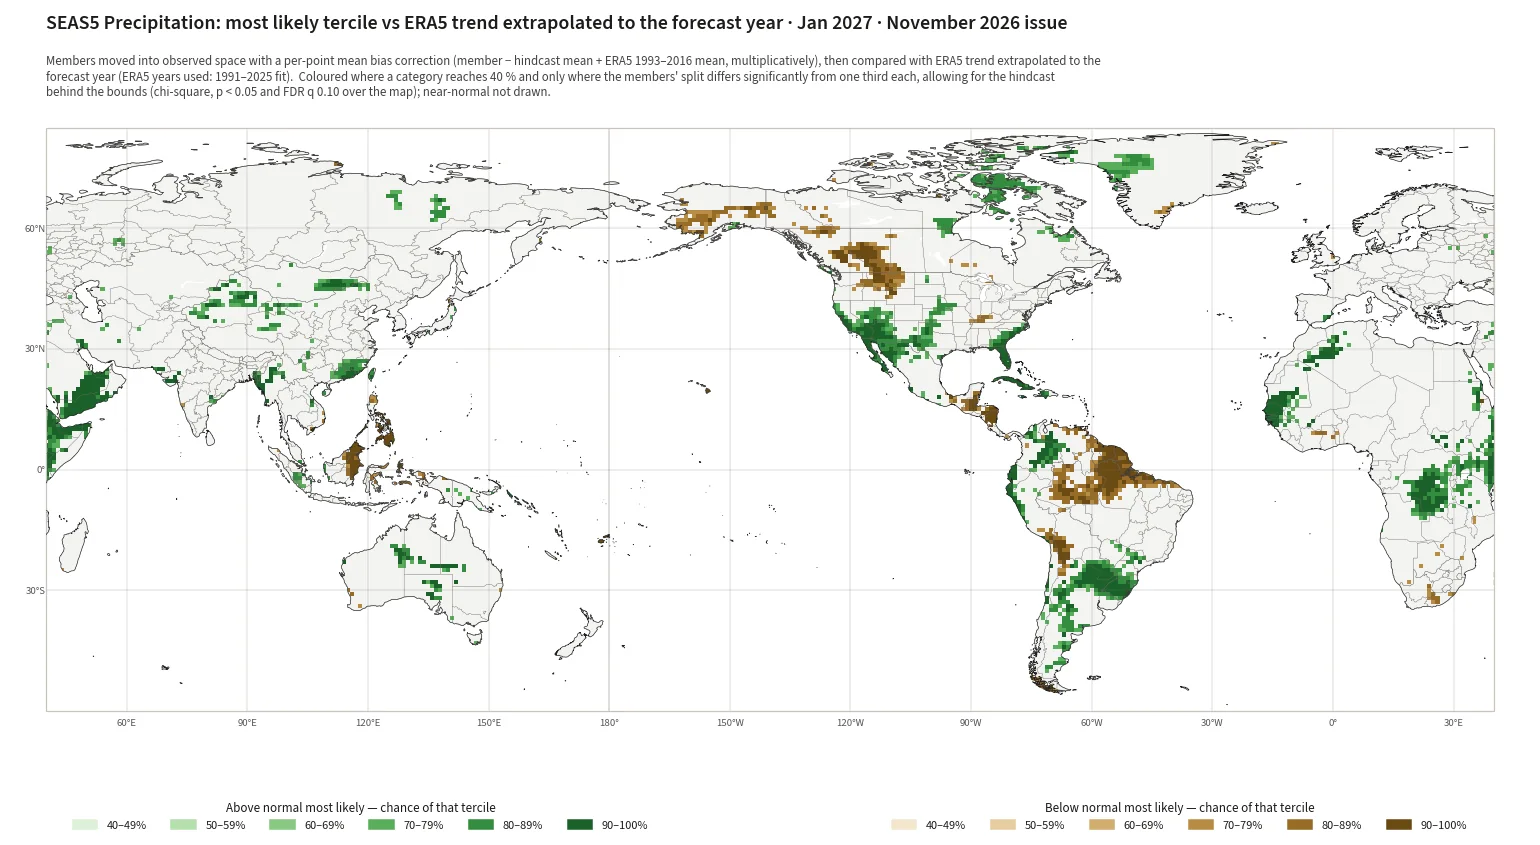 SEAS5 Precipitation: most likely tercile vs ERA5 trend extrapolated to the forecast year · Jan 2027 · November 2026 issue
Members moved into observed space with a per-point mean bias correction (member − hindcast mean + ERA5 1993–2016 mean, multiplicatively), then compared with ERA5 trend extrapolated to the
forecast year (ERA5 years used: 1991–2025 fit).  Coloured where a category reaches 40 % and only where the members' split differs significantly from one third each, allowing for the hindcast
behind the bounds (chi-square, p < 0.05 and FDR q 0.10 over the map); near-normal not drawn.
60°N
30°N
0°
30°S
60°E 90°E 120°E 150°E 180° 150°W 120°W 90°W 60°W 30°W 0° 30°E
Above normal most likely — chance of that tercile
40–49% 50–59% 60–69% 70–79% 80–89% 90–100%
Below normal most likely — chance of that tercile
40–49% 50–59% 60–69% 70–79% 80–89% 90–100%